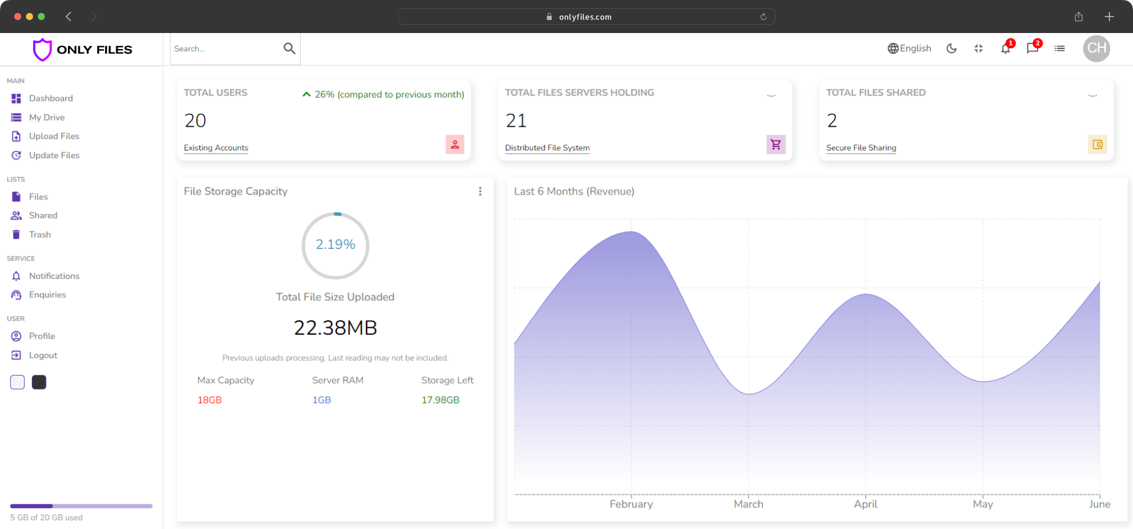 onlyfiles.com
ONLY FILES
Search...
English
1
2
CH
MAIN
Dashboard
My Drive
Upload Files
Update Files
LISTS
Files
Shared
Trash
SERVICE
Notifications
Enquiries
USER
Profile
Logout
5 GB of 20 GB used
TOTAL USERS
26% (compared to previous month)
20
Existing Accounts
TOTAL FILES SERVERS HOLDING
21
Distributed File System
TOTAL FILES SHARED
2
Secure File Sharing
File Storage Capacity
2.19%
Total File Size Uploaded
22.38MB
Previous uploads processing. Last reading may not be included.
Max Capacity Server RAM Storage Left
18GB 1GB 17.98GB
Last 6 Months (Revenue)
February March April May June